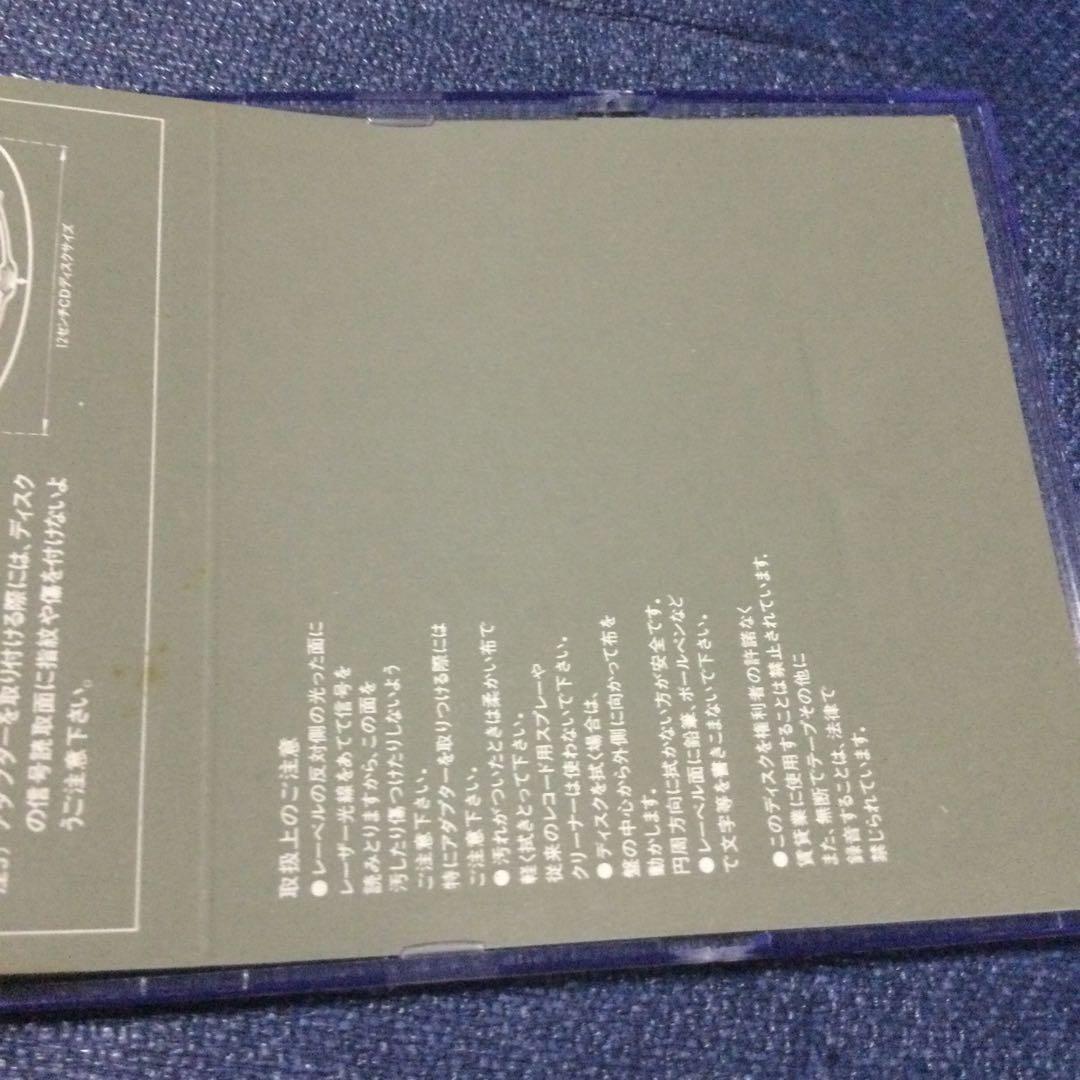 12センチCDディスクサイズ
アダプターを取り付ける際には、ディスク
の信号読取面に指紋や傷を付けないよ
うご注意下さい。
取扱上のご注意
●レーベルの反対側の光った面に
レーザー光線をあてて信号を
読みとりますから、この面を
汚したり傷つけたりしないよう
ご注意下さい。
特にアダプターを取りつける際には
ご注意下さい。
●汚れがついたときは柔かい布で
軽く拭きとって下さい。
従来のレコード用スプレーや
クリーナーは使わないで下さい。
●ディスクを拭く場合は、
盤の中心から外側に向かって布を
動かします。
円周方向に拭かない方が安全です。
●レーベル面に鉛筆、ボールペンなど
で文字等を書きこまないで下さい。
●このディスクを権利者の許諾なく
賃貸業に使用することは禁止されています。
また、無断でテープその他に
録音することは、法律で
禁じられています。